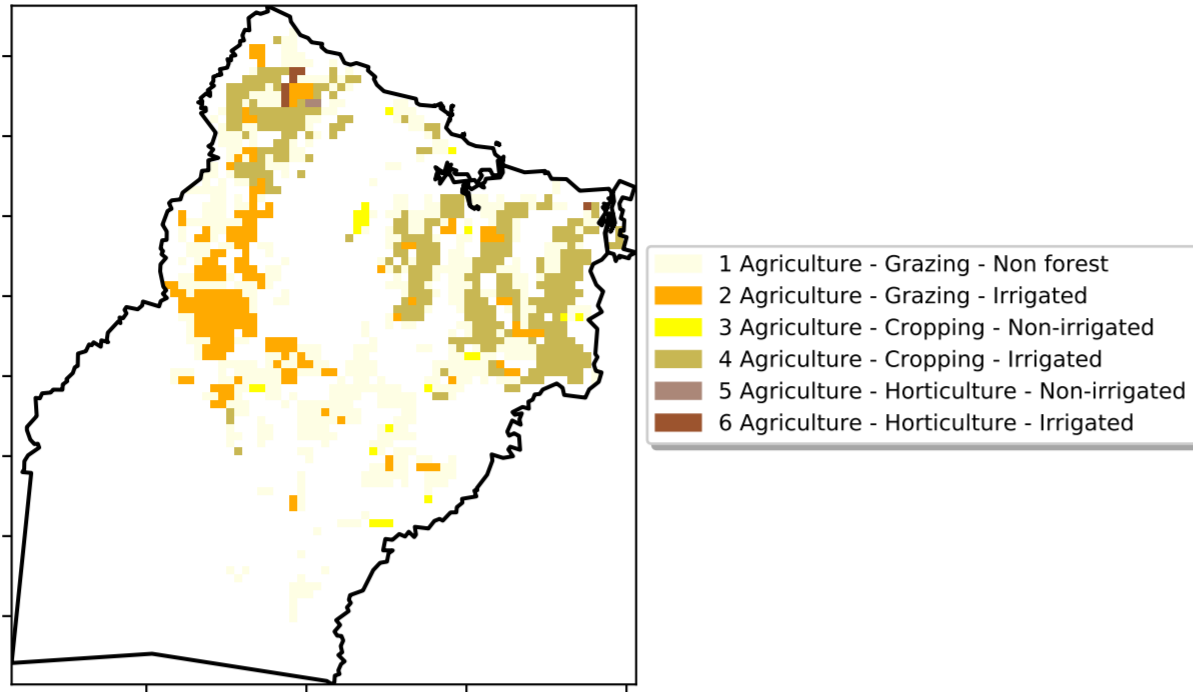 1 Agriculture - Grazing - Non forest
2 Agriculture - Grazing - Irrigated
3 Agriculture - Cropping - Non-irrigated
4 Agriculture - Cropping - Irrigated
5 Agriculture - Horticulture - Non-irrigated
6 Agriculture - Horticulture - Irrigated